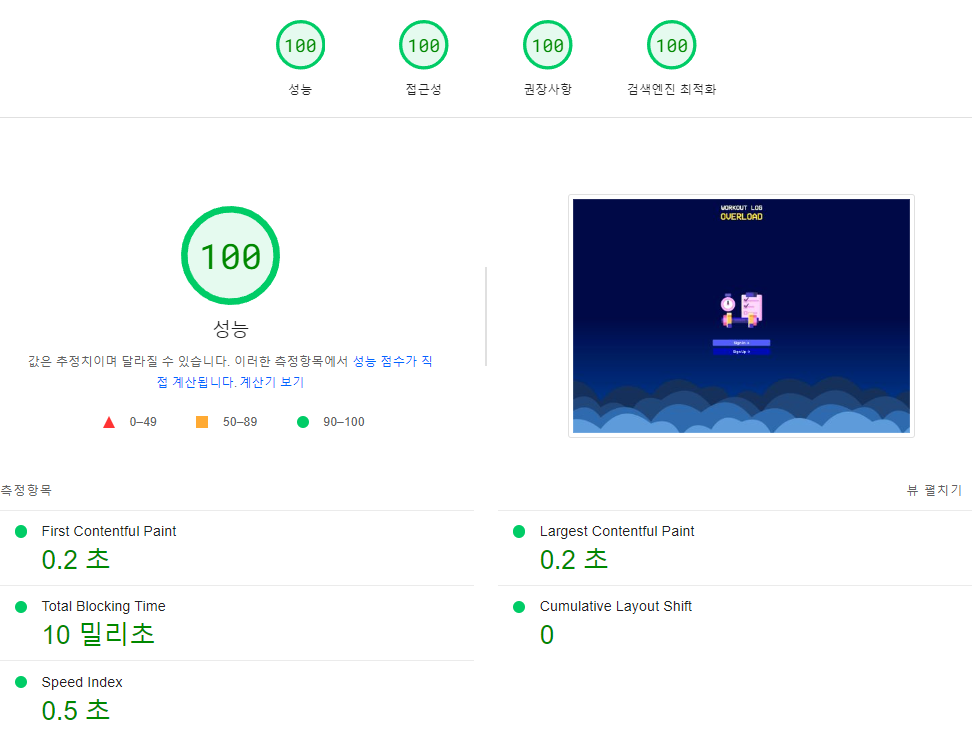 100 100 100 100
성능 접근성 권장사항 검색엔진 최적화
100
성능
값은 추정치이며 달라질 수 있습니다. 이러한 측정항목에서 성능 점수가 직
접 계산됩니다. 계산기 보기
0–49 50–89 90–100
WORKOUT LOG
OVERLOAD
Sign In
Sign Up
측정항목 뷰 펼치기
First Contentful Paint
0.2 초
Largest Contentful Paint
0.2 초
Total Blocking Time
10 밀리초
Cumulative Layout Shift
0
Speed Index
0.5 초